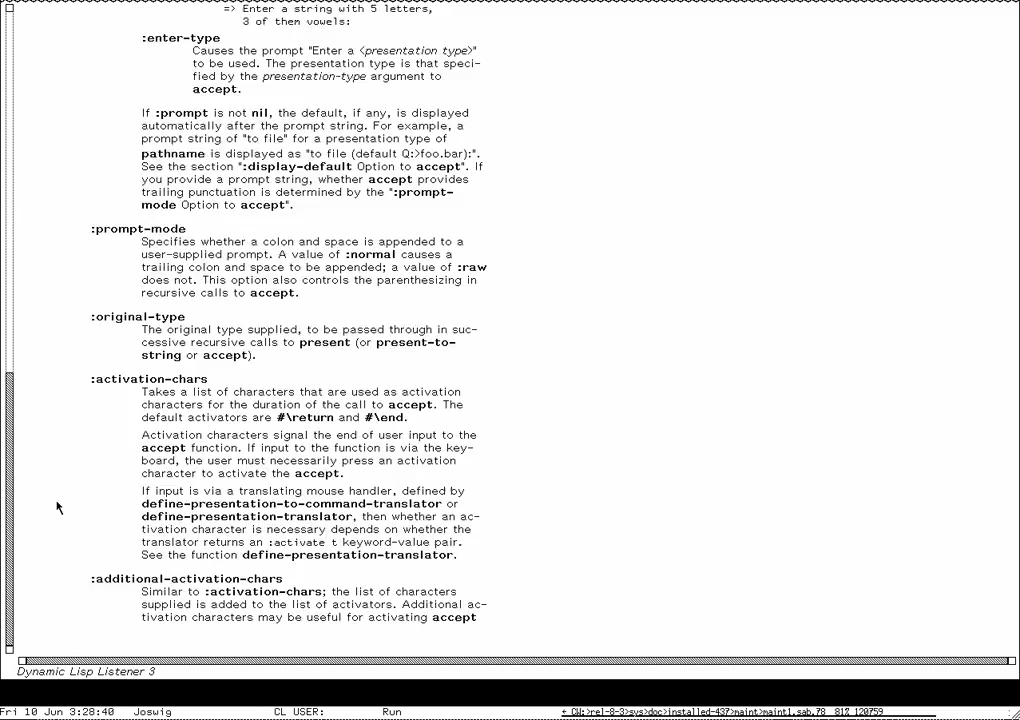 => Enter a string with 5 letters,
3 of them vowels:
:enter-type
Causes the prompt "Enter a <presentation type>"
to be used. The presentation type is that speci-
fied by the presentation-type argument to
accept.
If :prompt is not nil, the default, if any, is displayed
automatically after the prompt string. For example, a
prompt string of "to file" for a presentation type of
pathname is displayed as "to file (default Q:>foo.bar):".
See the section ":display-default Option to accept". If
you provide a prompt string, whether accept provides
trailing punctuation is determined by the ":prompt-
mode Option to accept".
:prompt-mode
Specifies whether a colon and space is appended to a
user-supplied prompt. A value of :normal causes a
trailing colon and space to be appended; a value of :raw
does not. This option also controls the parenthesizing in
recursive calls to accept.
:original-type
The original type supplied, to be passed through in suc-
cessive recursive calls to present (or present-to-
string or accept).
:activation-chars
Takes a list of characters that are used as activation
characters for the duration of the call to accept. The
default activators are #\return and #\end.
Activation characters signal the end of user input to the
accept function. If input to the function is via the key-
board, the user must necessarily press an activation
character to activate the accept.
If input is via a translating mouse handler, defined by
define-presentation-to-command-translator or
define-presentation-translator, then whether an ac-
tivation character is necessary depends on whether the
translator returns an :activate t keyword-value pair.
See the function define-presentation-translator.
:additional-activation-chars
Similar to :activation-chars; the list of characters
supplied is added to the list of activators. Additional ac-
tivation characters may be useful for activating accept
Dynamic Lisp Listener 3
Fri 10 Jun 3:28:40 Joswig CL USER: Run ← CW:>rel-8-3>sys>doc>installed-437>maint>maint1.sab.78 81% 120759